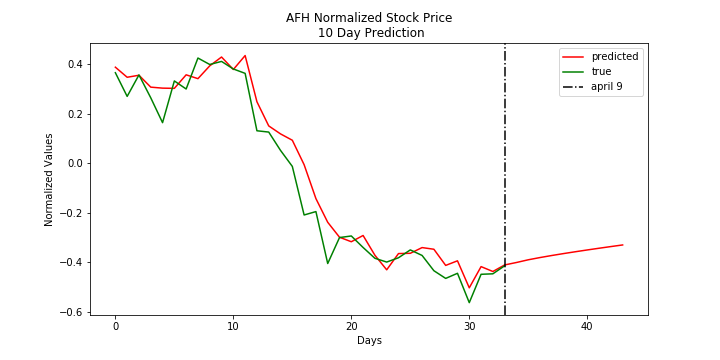 AFH Normalized Stock Price
10 Day Prediction
predicted
true
april 9
Normalized Values
0.4
0.2
0.0
−0.2
−0.4
−0.6
0
10
20
30
40
Days